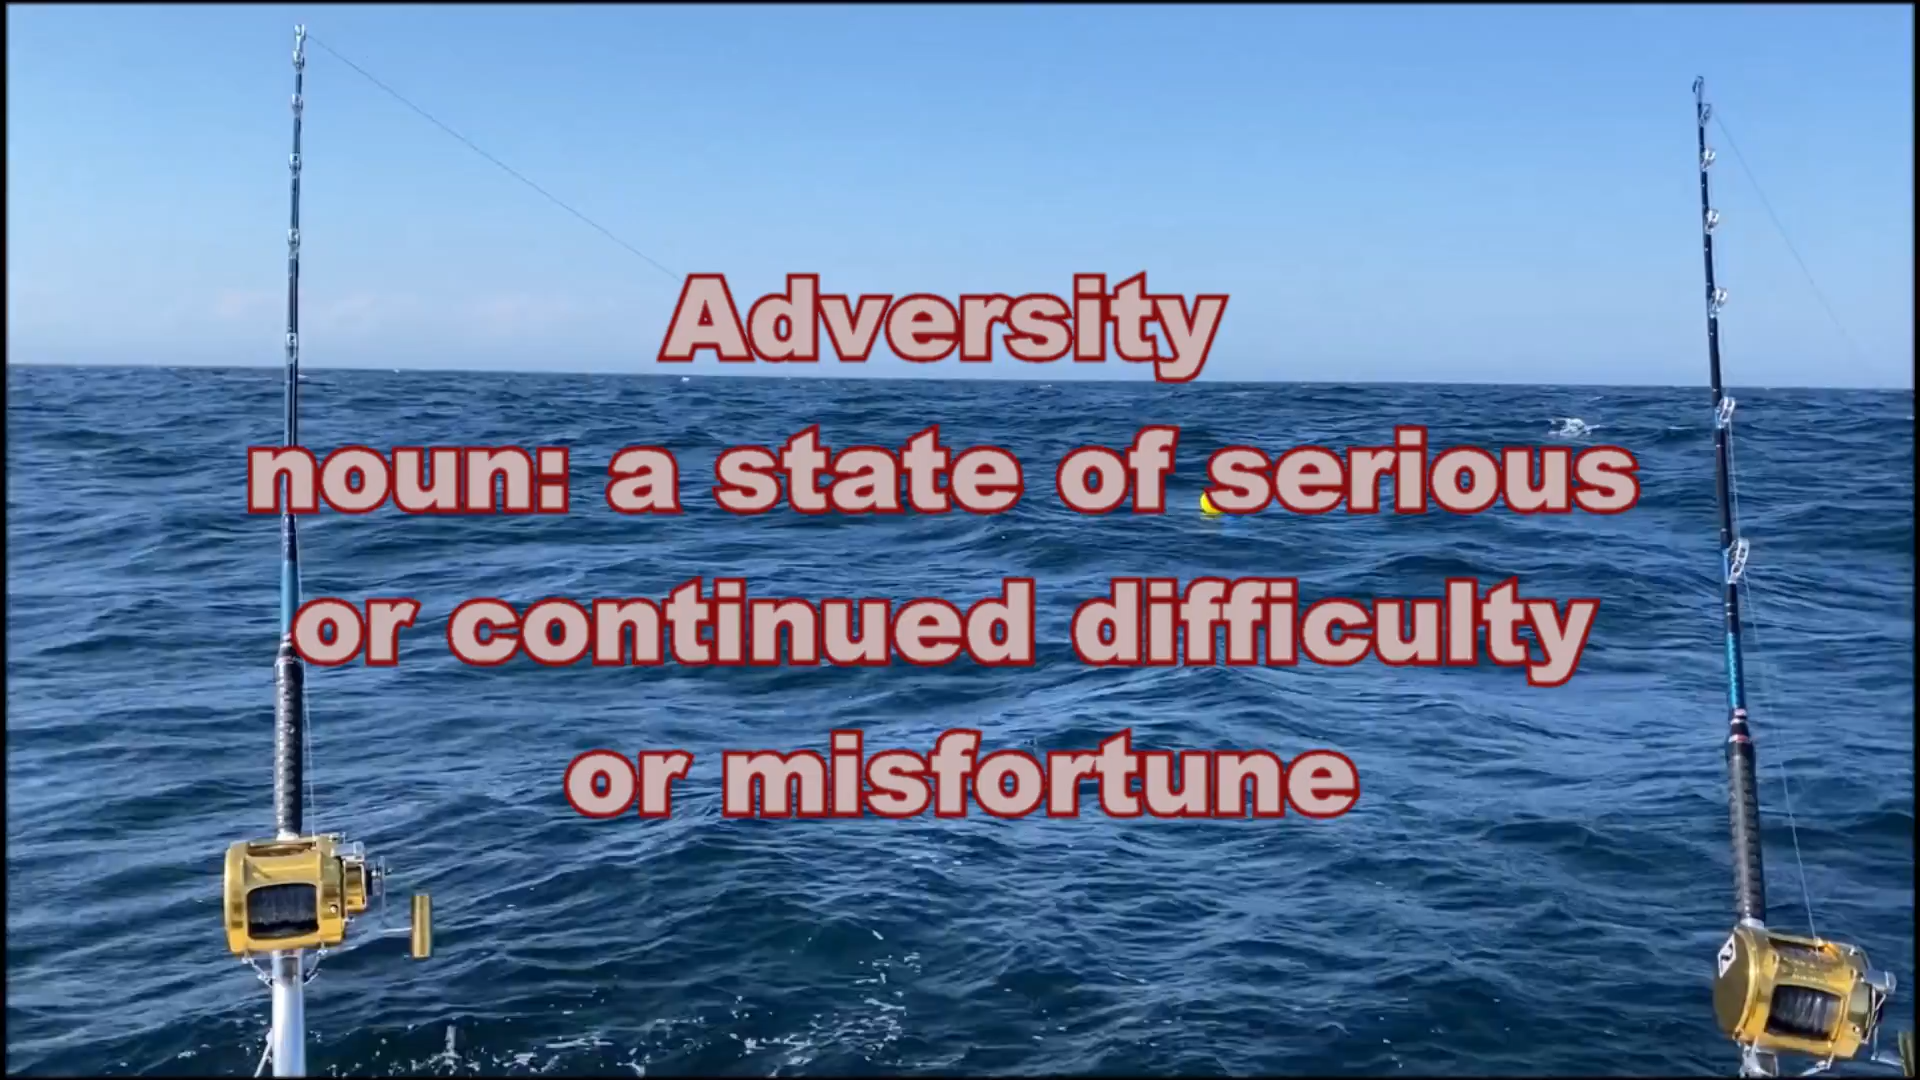 Adversity
noun: a state of serious
or continued difficulty
or misfortune